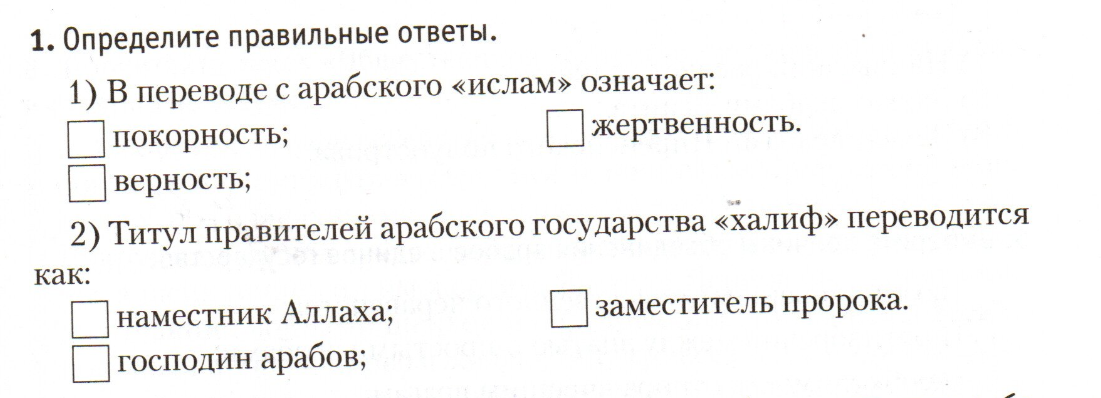 1. Определите правильные ответы.
1) В переводе с арабского «ислам» означает:
покорность; жертвенность.
верность;
2) Титул правителей арабского государства «халиф» переводится
как:
наместник Аллаха; заместитель пророка.
господин арабов;